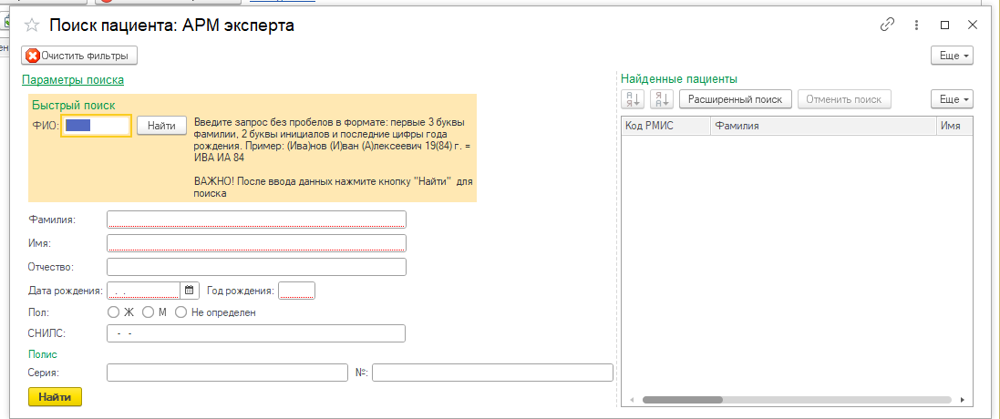 Поиск пациента: АРМ эксперта
Очистить фильтры
Еще
Параметры поиска
Быстрый поиск
ФИО:
Найти
Введите запрос без пробелов в формате: первые 3 буквы
фамилии, 2 буквы инициалов и последние цифры года
рождения. Пример: (Ива)нов (И)ван (А)лексеевич 19(84) г. =
ИВА ИА 84
ВАЖНО! После ввода данных нажмите кнопку "Найти" для
поиска
Фамилия:
Имя:
Отчество:
Дата рождения: . .
Год рождения:
Пол: Ж М Не определен
СНИЛС: - -
Полис
Серия:
№:
Найти
Найденные пациенты
Расширенный поиск
Отменить поиск
Еще
Код РМИС
Фамилия
Имя